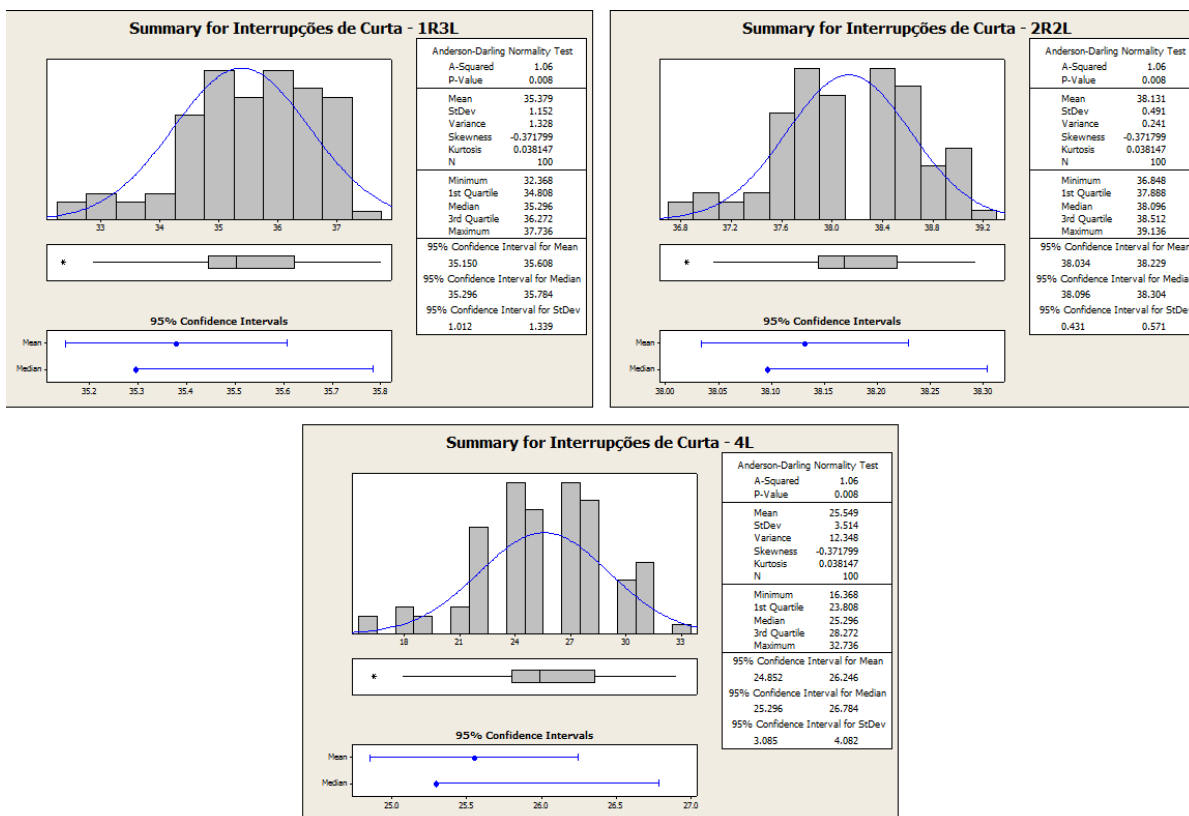 Summary for Interrupções de Curta - 1R3L
Anderson-Darling Normality Test
A-Squared 1.06
P-Value 0.008
Mean 35.379
StDev 1.152
Variance 1.328
Skewness -0.371799
Kurtosis 0.038147
N 100
Minimum 32.368
1st Quartile 34.808
Median 35.296
3rd Quartile 36.272
Maximum 37.736
95% Confidence Interval for Mean
35.150 35.608
95% Confidence Interval for Median
35.296 35.784
95% Confidence Interval for StDev
1.012 1.339
33 34 35 36 37
95% Confidence Intervals
Mean
Median
35.2 35.3 35.4 35.5 35.6 35.7 35.8
Summary for Interrupções de Curta - 2R2L
Anderson-Darling Normality Test
A-Squared 1.06
P-Value 0.008
Mean 38.131
StDev 0.491
Variance 0.241
Skewness -0.371799
Kurtosis 0.038147
N 100
Minimum 36.848
1st Quartile 37.888
Median 38.096
3rd Quartile 38.512
Maximum 39.136
95% Confidence Interval for Mean
38.034 38.229
95% Confidence Interval for Media
38.096 38.304
95% Confidence Interval for StDev
0.431 0.571
36.8 37.2 37.6 38.0 38.4 38.8 39.2
95% Confidence Intervals
Mean
Median
38.00 38.05 38.10 38.15 38.20 38.25 38.30
Summary for Interrupções de Curta - 4L
Anderson-Darling Normality Test
A-Squared 1.06
P-Value 0.008
Mean 25.549
StDev 3.514
Variance 12.348
Skewness -0.371799
Kurtosis 0.038147
N 100
Minimum 16.368
1st Quartile 23.808
Median 25.296
3rd Quartile 28.272
Maximum 32.736
95% Confidence Interval for Mean
24.852 26.246
95% Confidence Interval for Median
25.296 26.784
95% Confidence Interval for StDev
3.085 4.082
18 21 24 27 30 33
95% Confidence Intervals
Mean
Median
25.0 25.5 26.0 26.5 27.0